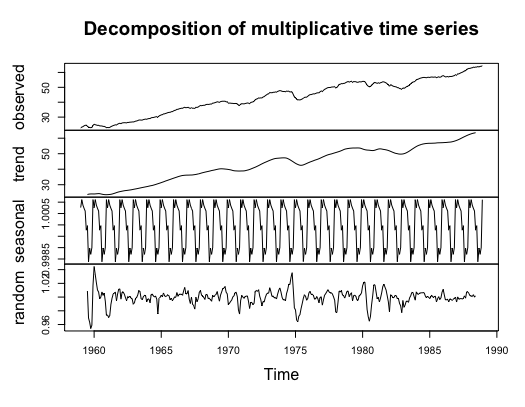 Decomposition of multiplicative time series
observed
30
50
trend
30
50
seasonal
.9985
1.0005
random
0.96
1.02
1960
1965
1970
1975
1980
1985
1990
Time